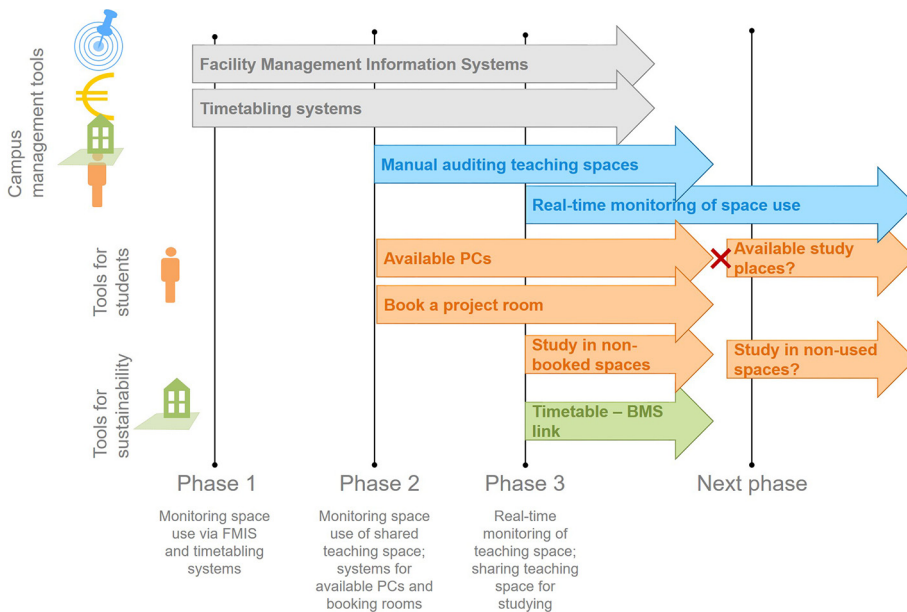 Campus
management tools
Facility Management Information Systems
Timetabling systems
Manual auditing teaching spaces
Real-time monitoring of space use
Tools for
students
Available PCs
Available study
places?
Book a project room
Study in non-
booked spaces
Study in non-used
spaces?
Tools for
sustainability
Timetable – BMS
link
Phase 1
Monitoring space
use via FMIS
and timetabling
systems
Phase 2
Monitoring space
use of shared
teaching space;
systems for
available PCs and
booking rooms
Phase 3
Real-time
monitoring of
teaching space;
sharing teaching
space for
studying
Next phase